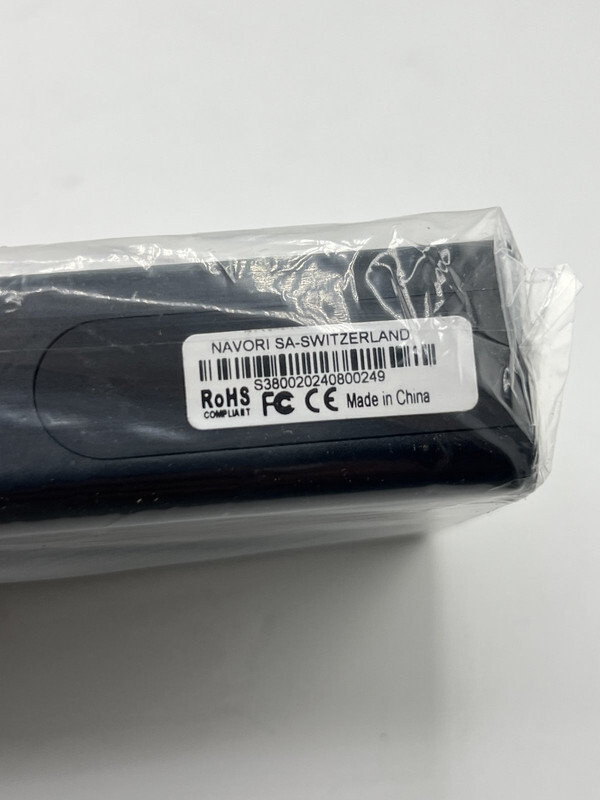 NAVORI SA-SWITZERLAND
S380020240800249
RoHS
COMPLIANT
FC CE Made in China